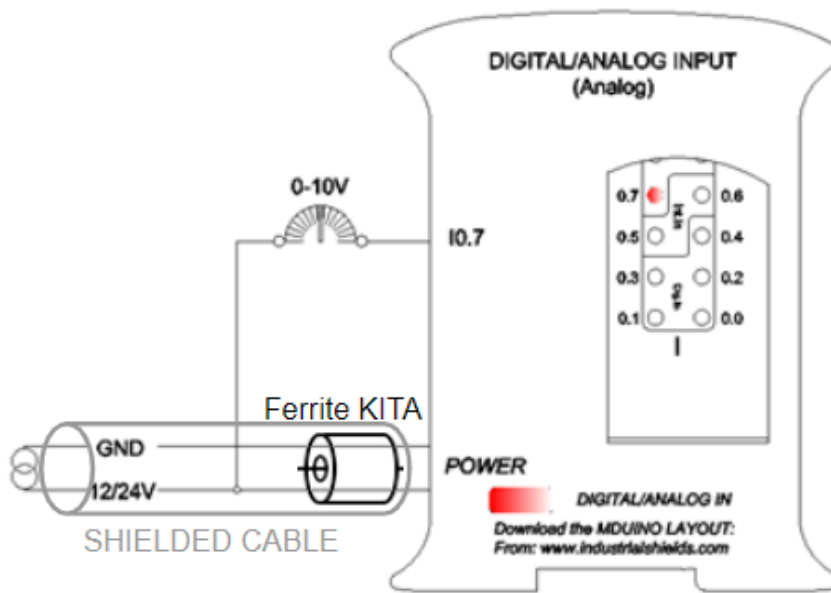 DIGITAL/ANALOG INPUT
(Analog)
0-10V
I0.7
0.7
0.6
0.5
0.4
0.3
0.2
0.1
0.0
I
Ferrite KITA
GND
12/24V
SHIELDED CABLE
POWER
DIGITAL/ANALOG IN
Download the MDUINO LAYOUT:
From: www.industrialshields.com